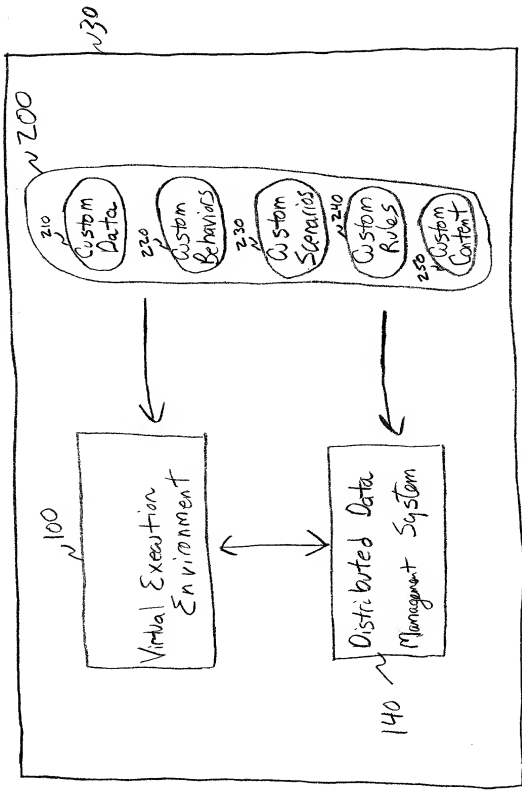 30
200
210
Custom
Data
220
Custom
Behaviors
230
Custom
Scenarios
240
Custom
Rules
250
Custom
Content
100
Virtual Execution
Environment
Distributed Data
Management System
140